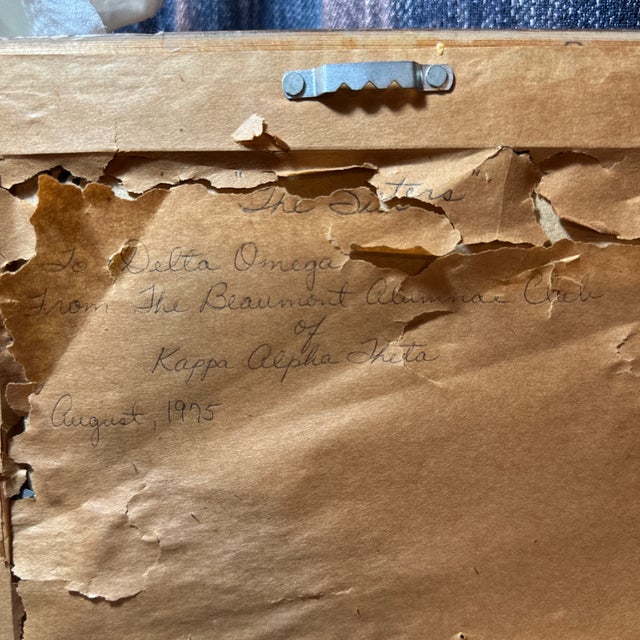 "The Sisters"
To Delta Omega
From The Beaumont Alumnae Club
of
Kappa Alpha Theta
August, 1975